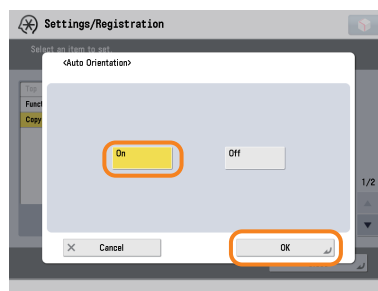 Settings/Registration
Select an item to set.
<Auto Orientation>
Top
Funct
Copy
On
Off
1/2
Cancel
OK